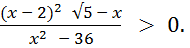 (x − 2)² √5 − x
x² − 36
> 0.